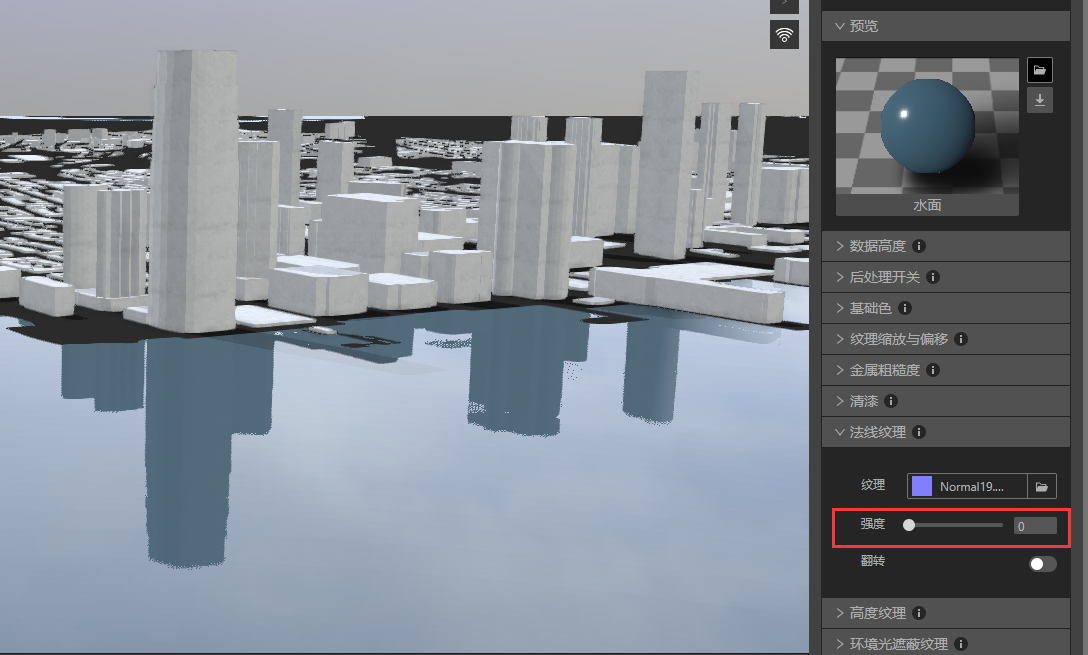 预览
水面
数据高度
后处理开关
基础色
纹理缩放与偏移
金属粗糙度
清漆
法线纹理
纹理 Normal19....
强度 0
翻转
高度纹理
环境光遮蔽纹理